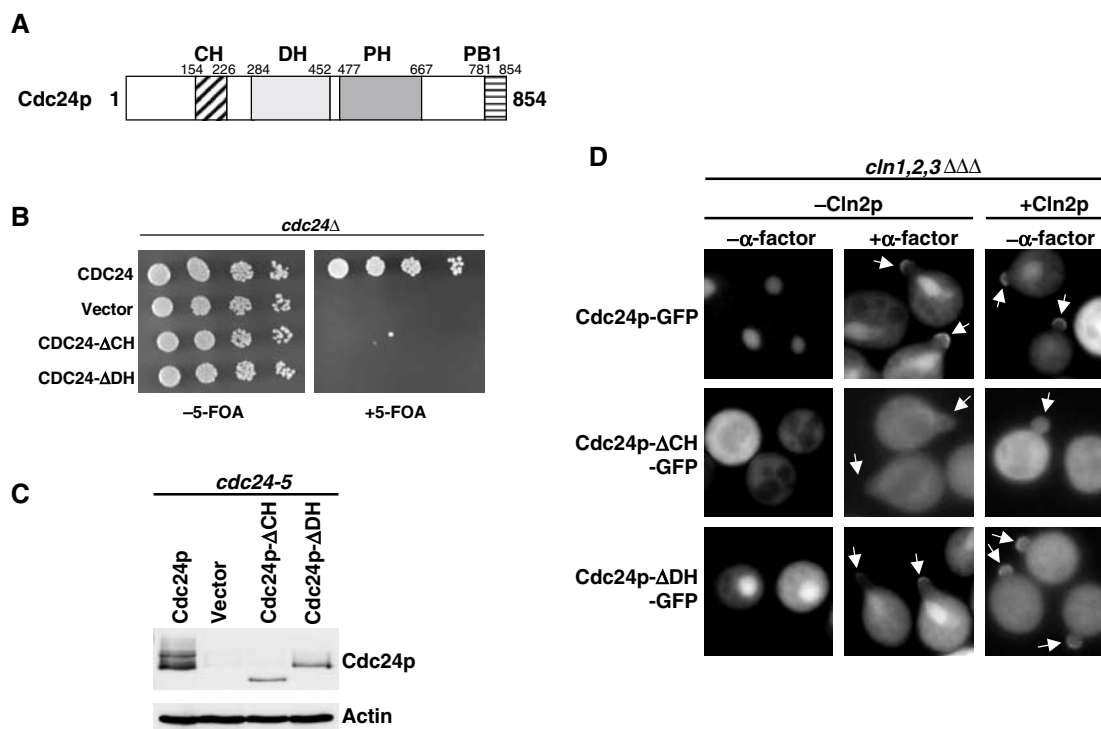 A
CH DH PH PB1
154 226 284 452 477 667 781 854
Cdc24p 1 854
B
cdc24Δ
CDC24
Vector
CDC24-ΔCH
CDC24-ΔDH
–5-FOA +5-FOA
C
cdc24-5
Cdc24p
Vector
Cdc24p-ΔCH
Cdc24p-ΔDH
Cdc24p
Actin
D
cln1,2,3 ΔΔΔ
–Cln2p +Cln2p
–α-factor +α-factor –α-factor
Cdc24p-GFP
Cdc24p-ΔCH
-GFP
Cdc24p-ΔDH
-GFP